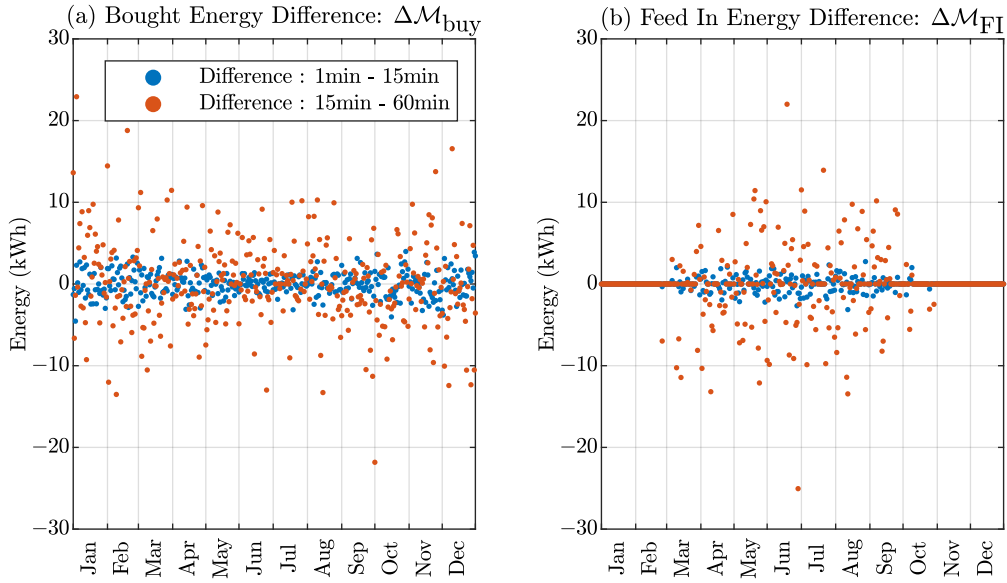 (a) Bought Energy Difference: Δℳbuy
30
20
10
0
−10
−20
−30
Energy (kWh)
Difference : 1min - 15min
Difference : 15min - 60min
Jan
Feb
Mar
Apr
May
Jun
Jul
Aug
Sep
Oct
Nov
Dec
(b) Feed In Energy Difference: ΔℳFI
30
20
10
0
−10
−20
−30
Energy (kWh)
Jan
Feb
Mar
Apr
May
Jun
Jul
Aug
Sep
Oct
Nov
Dec